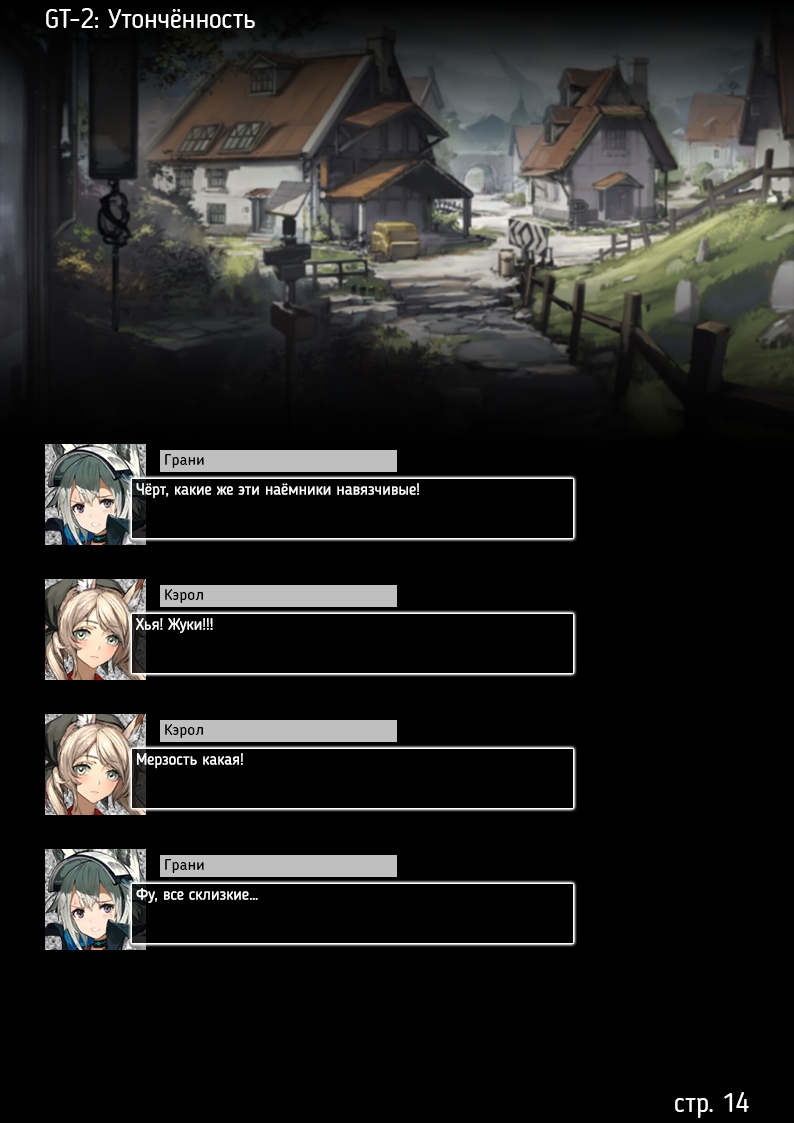 GT-2: Утончённость
Грани
Чёрт, какие же эти наёмники навязчивые!
Кэрол
Хья! Жуки!!!
Кэрол
Мерзость какая!
Грани
Фу, все склизкие...
стр. 14